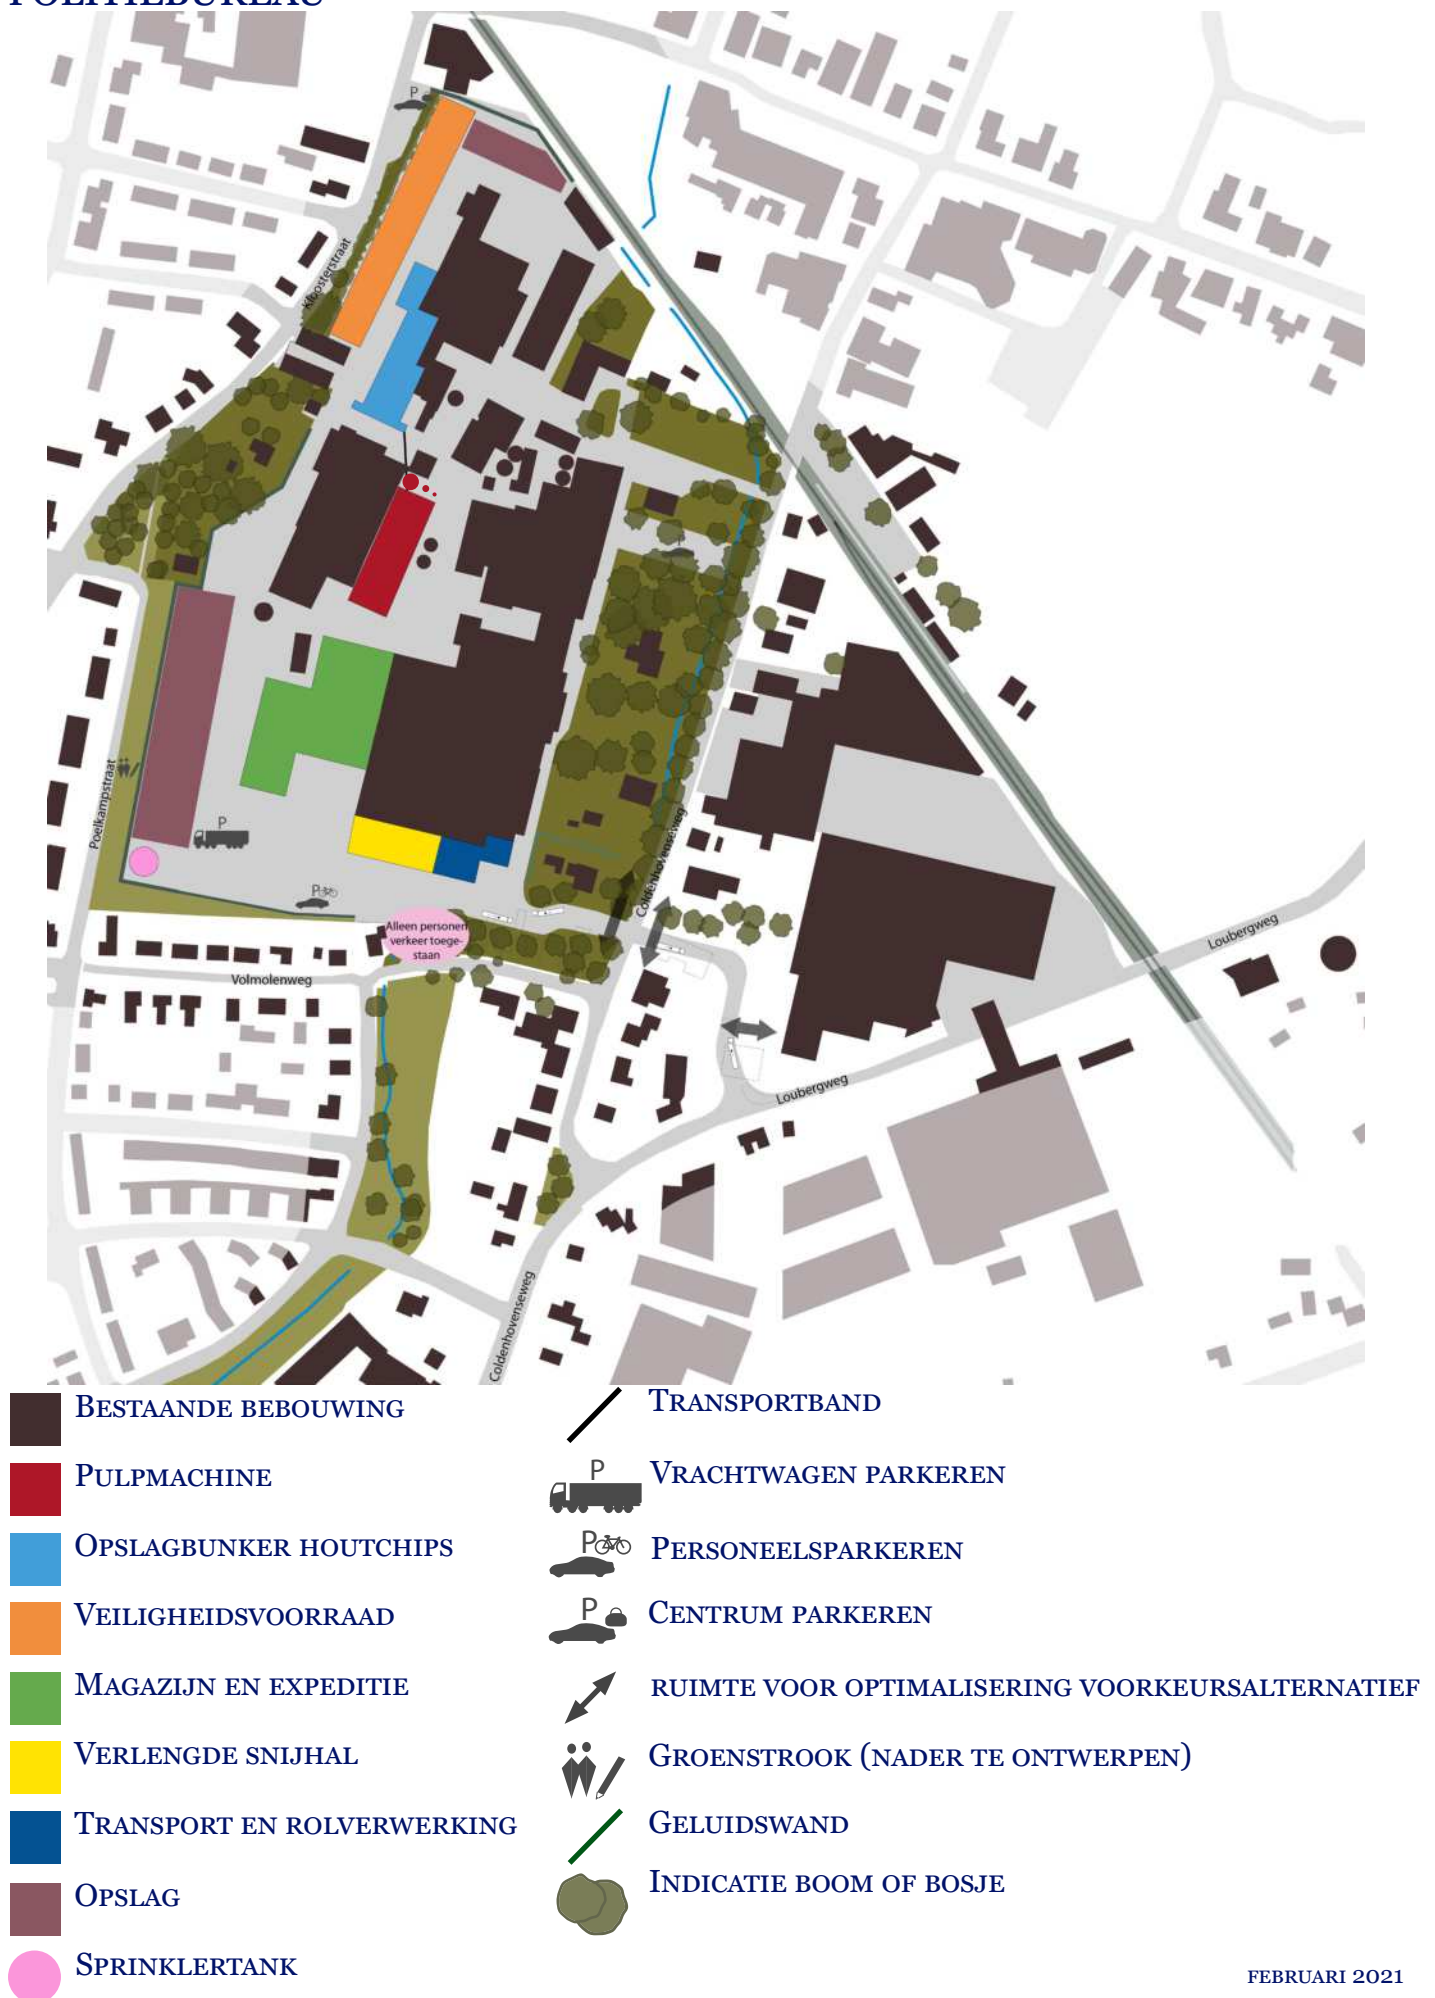 POLITIEBUREAU
P
Kloosterstraat
P
Poelkampstraat
P
P
Coldenhovenseweg
Alleen personen
verkeer toege-
staan
Volmolenweg
Loubergweg
Loubergweg
Coldenhovenseweg
Bestaande bebouwing
Pulpmachine
Opslagbunker houtchips
Veiligheidsvoorraad
Magazijn en expeditie
Verlengde snijhal
Transport en rolverwerking
Opslag
Sprinklertank
Transportband
P Vrachtwagen parkeren
P Personeelsparkeren
P Centrum parkeren
ruimte voor optimalisering voorkeursalternatief
Groenstrook (nader te ontwerpen)
Geluidswand
Indicatie boom of bosje
februari 2021